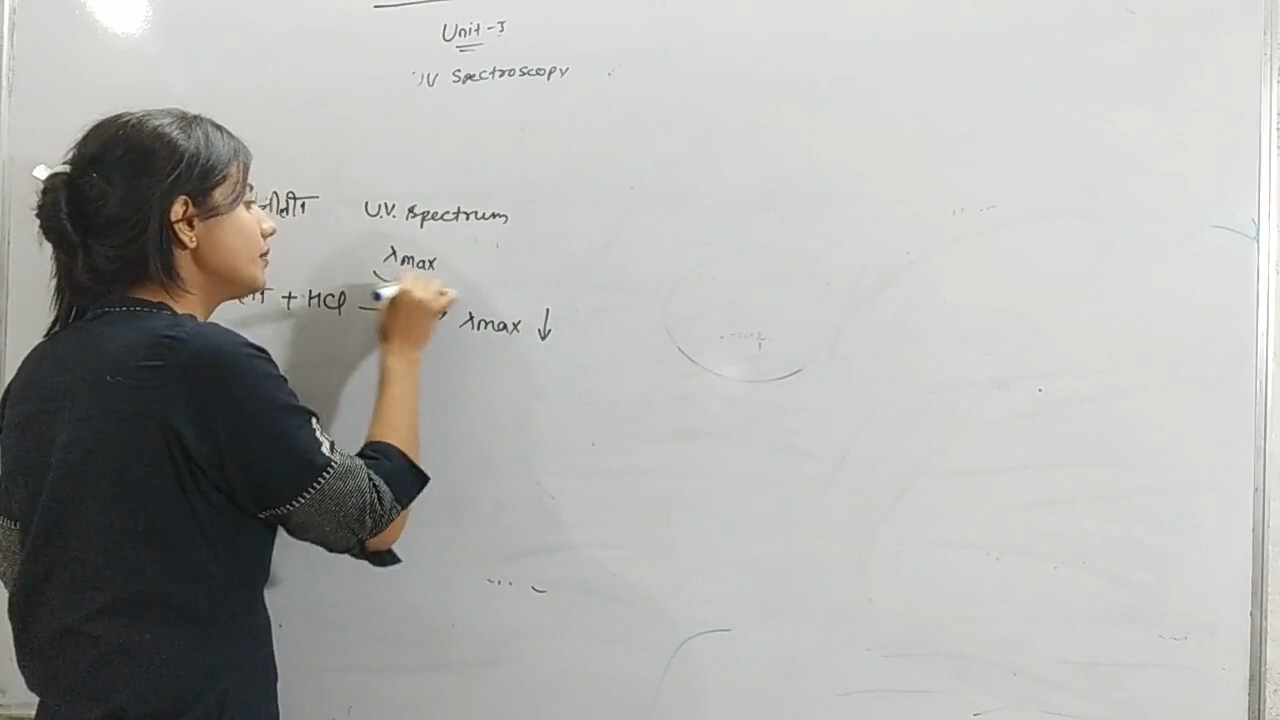 Unit-I
UV Spectroscopy
U.V. Spectrum
λmax
+ HCl
λmax ↓